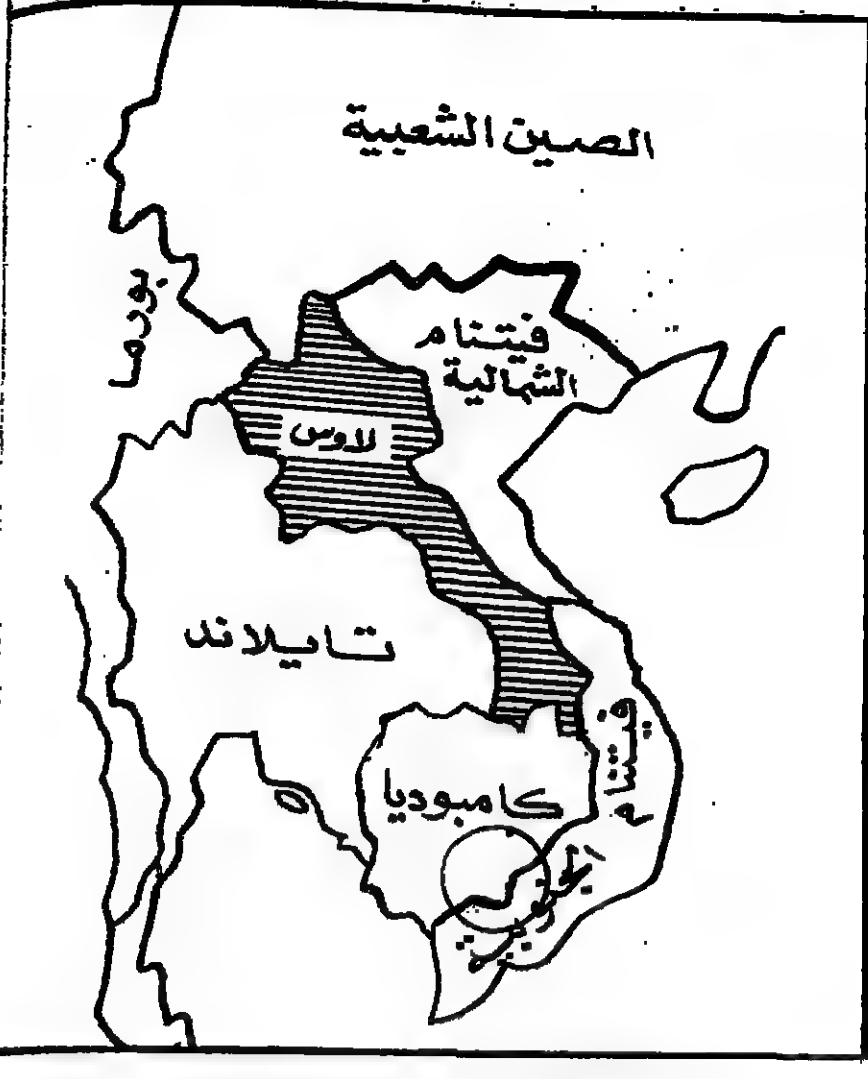 الصين الشعبية
بورما
فيتنام
الشمالية
لاوس
تايلاند
فيتنام
الجنوبية
كامبوديا